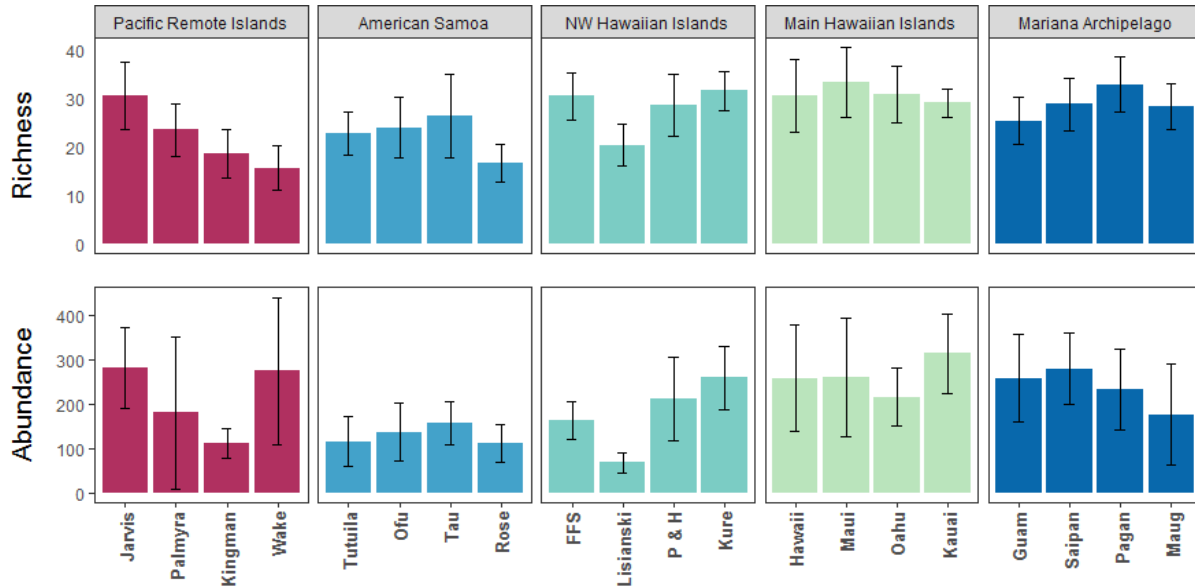 Pacific Remote Islands
American Samoa
NW Hawaiian Islands
Main Hawaiian Islands
Mariana Archipelago
Richness
40
30
20
10
0
Abundance
400
300
200
100
0
Jarvis
Palmyra
Kingman
Wake
Tutuila
Ofu
Tau
Rose
FFS
Lisianski
P & H
Kure
Hawaii
Maui
Oahu
Kauai
Guam
Saipan
Pagan
Maug